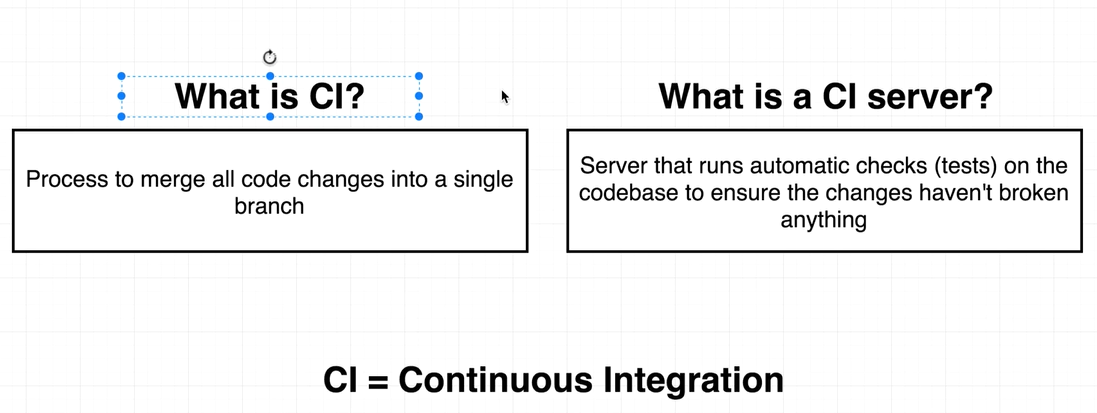 What is CI?
Process to merge all code changes into a single
branch
What is a CI server?
Server that runs automatic checks (tests) on the
codebase to ensure the changes haven't broken
anything
CI = Continuous Integration